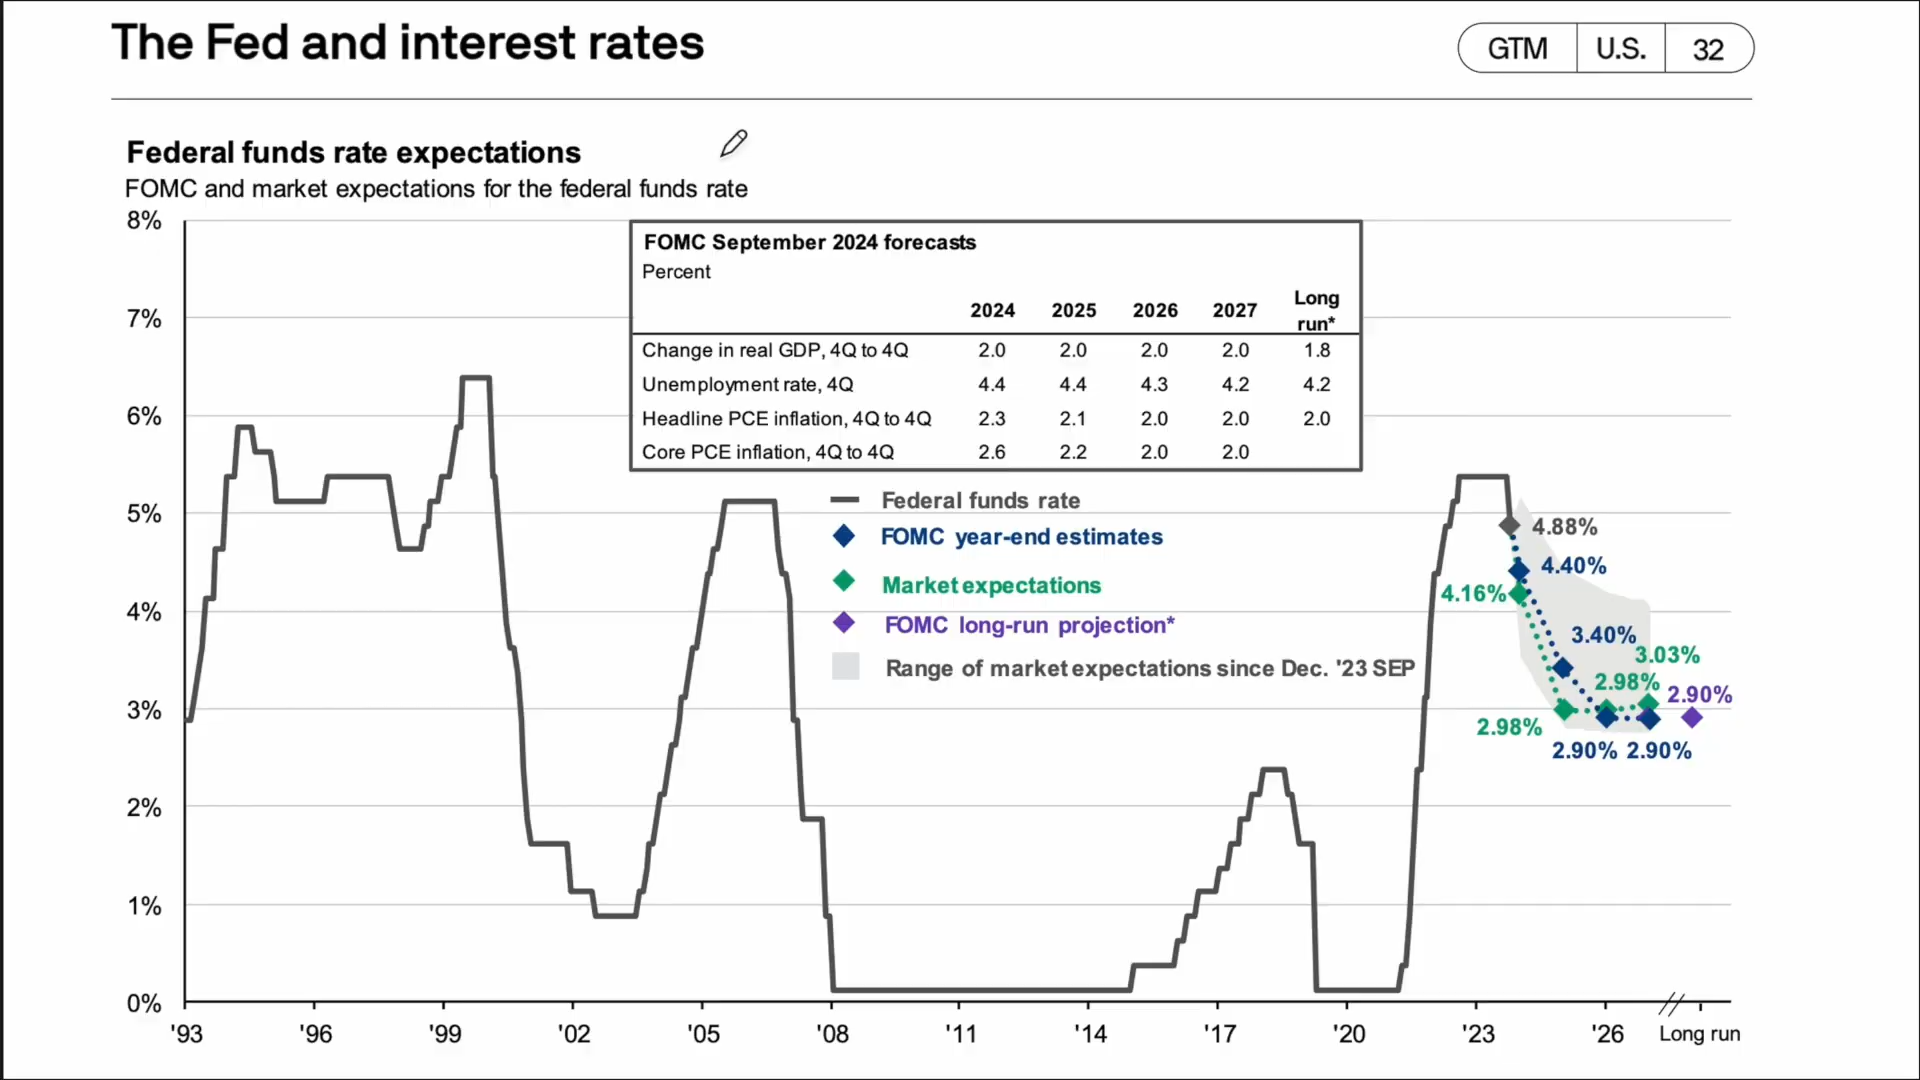 The Fed and interest rates
GTM U.S. 32
Federal funds rate expectations
FOMC and market expectations for the federal funds rate
8%
7%
6%
5%
4%
3%
2%
1%
0%
FOMC September 2024 forecasts
Percent
2024 2025 2026 2027 Long run*
Change in real GDP, 4Q to 4Q 2.0 2.0 2.0 2.0 1.8
Unemployment rate, 4Q 4.4 4.4 4.3 4.2 4.2
Headline PCE inflation, 4Q to 4Q 2.3 2.1 2.0 2.0 2.0
Core PCE inflation, 4Q to 4Q 2.6 2.2 2.0 2.0
Federal funds rate
FOMC year-end estimates
Market expectations
FOMC long-run projection*
Range of market expectations since Dec. '23 SEP
4.88%
4.40%
4.16%
3.40%
3.03%
2.98%
2.90%
2.98%
2.90% 2.90%
'93 '96 '99 '02 '05 '08 '11 '14 '17 '20 '23 '26 Long run